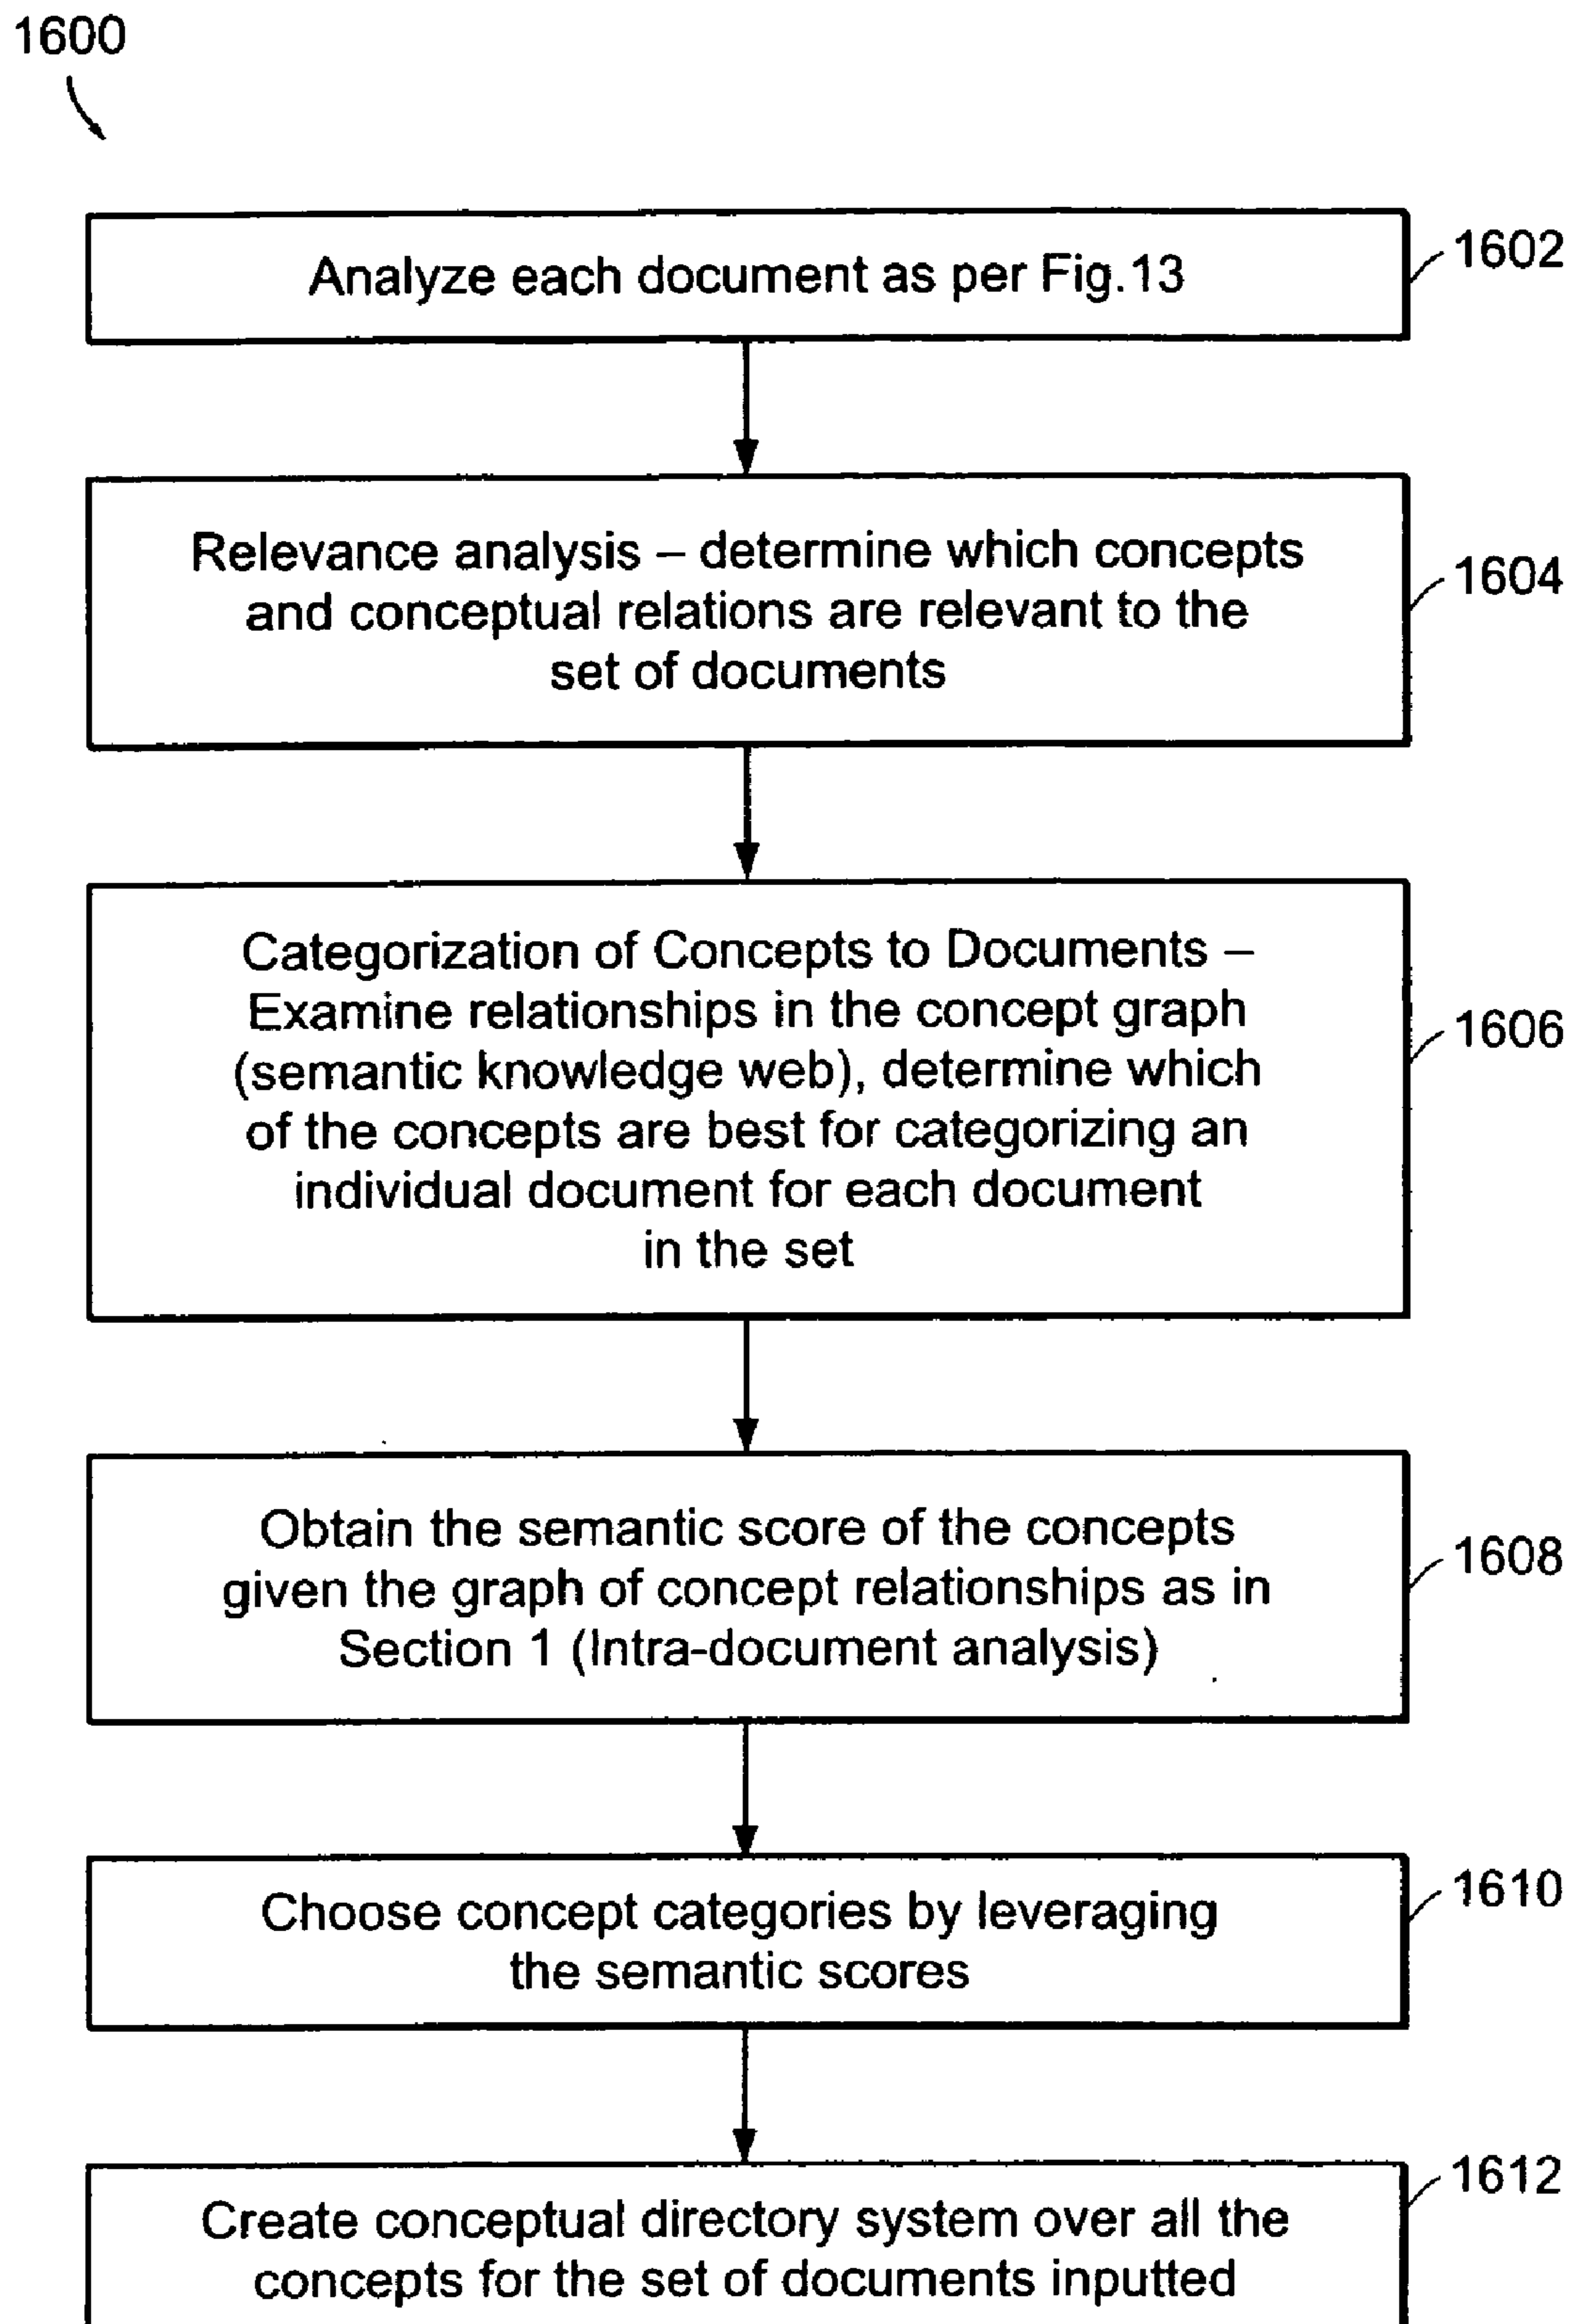 1600
Analyze each document as per Fig.13
1602
Relevance analysis – determine which concepts
and conceptual relations are relevant to the
set of documents
1604
Categorization of Concepts to Documents –
Examine relationships in the concept graph
(semantic knowledge web), determine which
of the concepts are best for categorizing an
individual document for each document
in the set
1606
Obtain the semantic score of the concepts
given the graph of concept relationships as in
Section 1 (Intra-document analysis)
1608
Choose concept categories by leveraging
the semantic scores
1610
Create conceptual directory system over all the
concepts for the set of documents inputted
1612